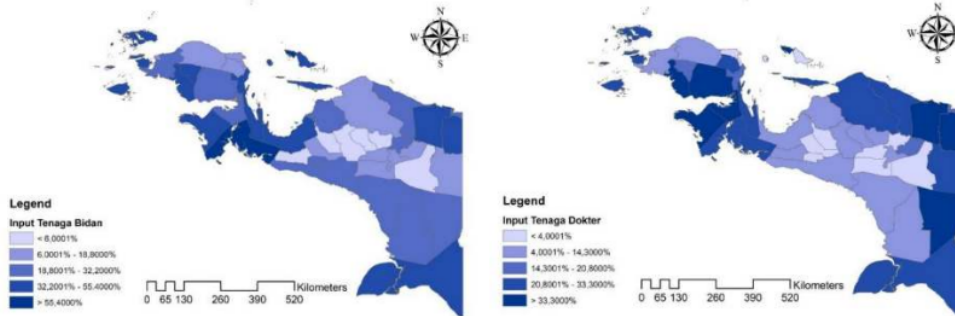 N
W E
S
Legend
Input Tenaga Bidan
< 6,0001%
6,0001% - 18,8000%
18,8001% - 32,2000%
32,2001% - 55,4000%
> 55,4000%
Kilometers
0 65 130 260 390 520
N
W E
S
Legend
Input Tenaga Dokter
< 4,0001%
4,0001% - 14,3000%
14,3001% - 20,8000%
20,8001% - 33,3000%
> 33,3000%
Kilometers
0 65 130 260 390 520